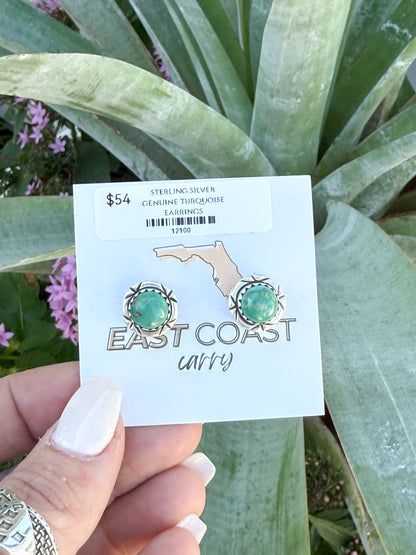 $54
STERLING SILVER
GENUINE TURQUOISE
EARRINGS
12100
EAST COAST
carry